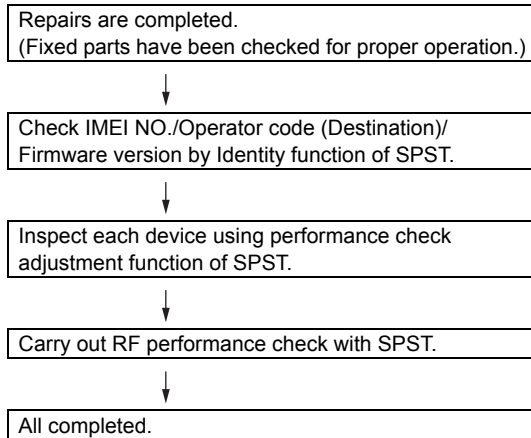 Repairs are completed.
(Fixed parts have been checked for proper operation.)
Check IMEI NO./Operator code (Destination)/
Firmware version by Identity function of SPST.
Inspect each device using performance check
adjustment function of SPST.
Carry out RF performance check with SPST.
All completed.